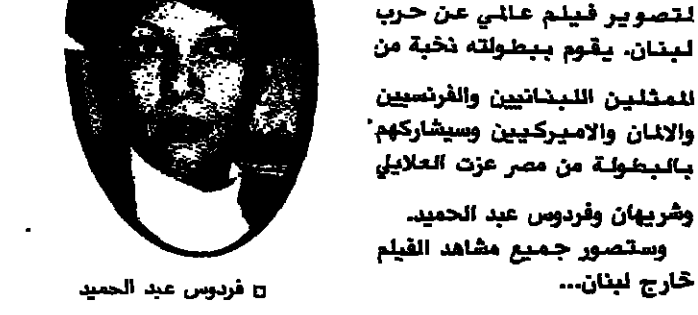 لتصوير فيلم عالمي عن حرب
لبنان. يقوم ببطولته نخبة من
الممثلين اللبنانيين والفرنسيين
والالمان والاميركيين وسيشاركهم
بالبطولة من مصر عزت العلايلي
وشريهان وفردوس عبد الحميد.
وستصور جميع مشاهد الفيلم
خارج لبنان...
□ فردوس عبد الحميد